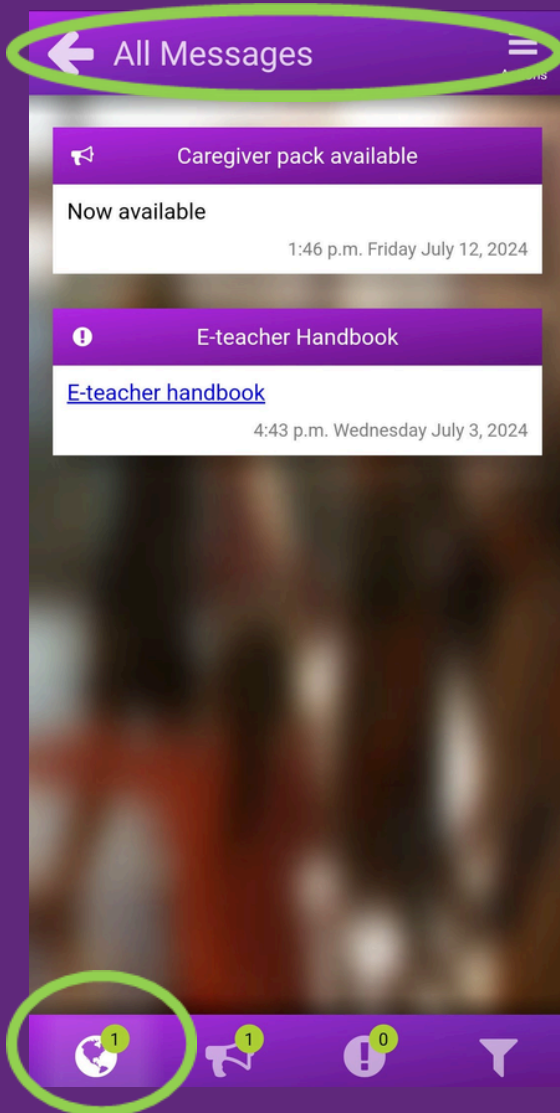 All Messages
Caregiver pack available
Now available
1:46 p.m. Friday July 12, 2024
E-teacher Handbook
E-teacher handbook
4:43 p.m. Wednesday July 3, 2024
1 1 0